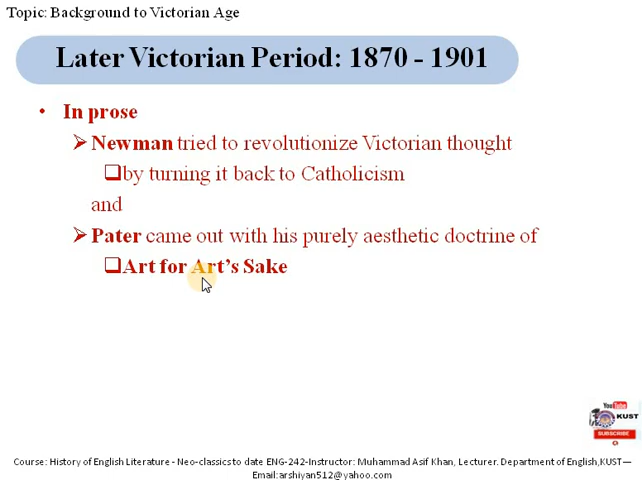 Topic: Background to Victorian Age
Later Victorian Period: 1870 - 1901
• In prose
➢Newman tried to revolutionize Victorian thought
❑by turning it back to Catholicism
and
➢Pater came out with his purely aesthetic doctrine of
❑Art for Art's Sake
YouTube
KUST
SUBSCRIBE
Course: History of English Literature - Neo-classics to date ENG-242-Instructor: Muhammad Asif Khan, Lecturer. Department of English,KUST—
Email:arshiyan512@yahoo.com